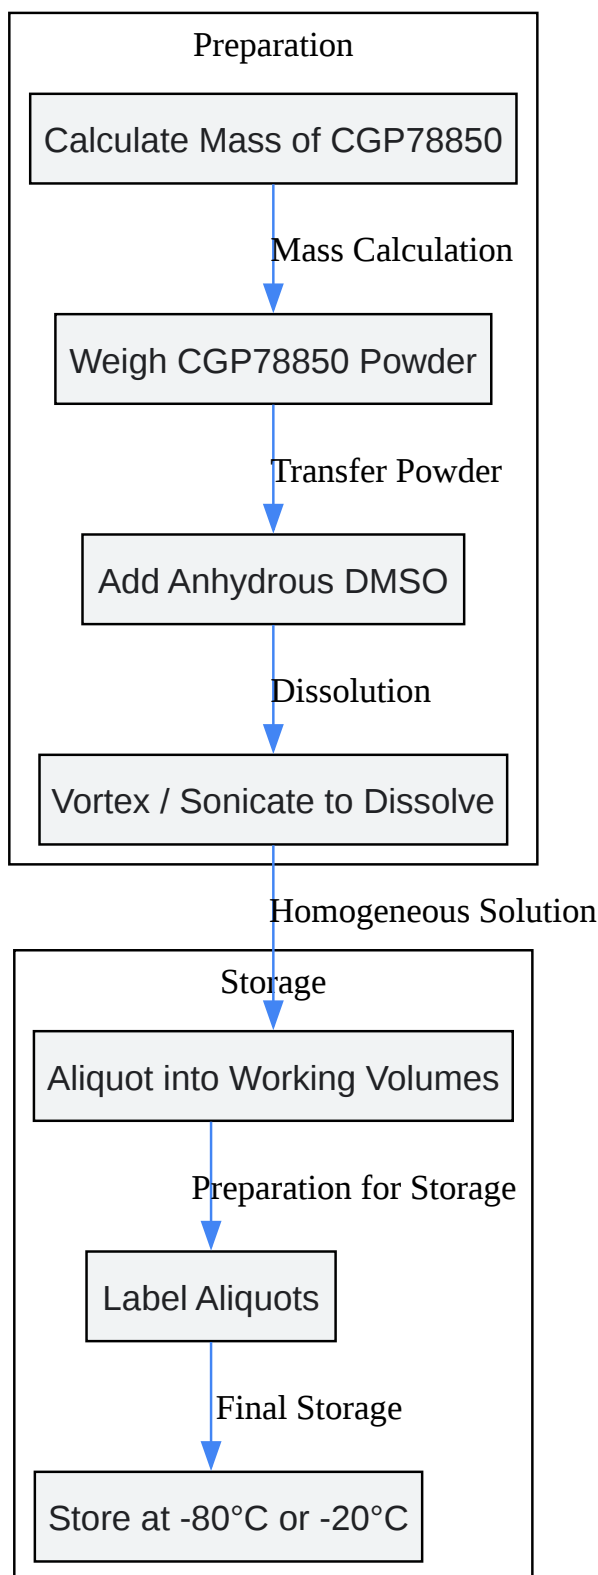 Preparation
Calculate Mass of CGP78850
Mass Calculation
Weigh CGP78850 Powder
Transfer Powder
Add Anhydrous DMSO
Dissolution
Vortex / Sonicate to Dissolve
Homogeneous Solution
Storage
Aliquot into Working Volumes
Preparation for Storage
Label Aliquots
Final Storage
Store at -80°C or -20°C